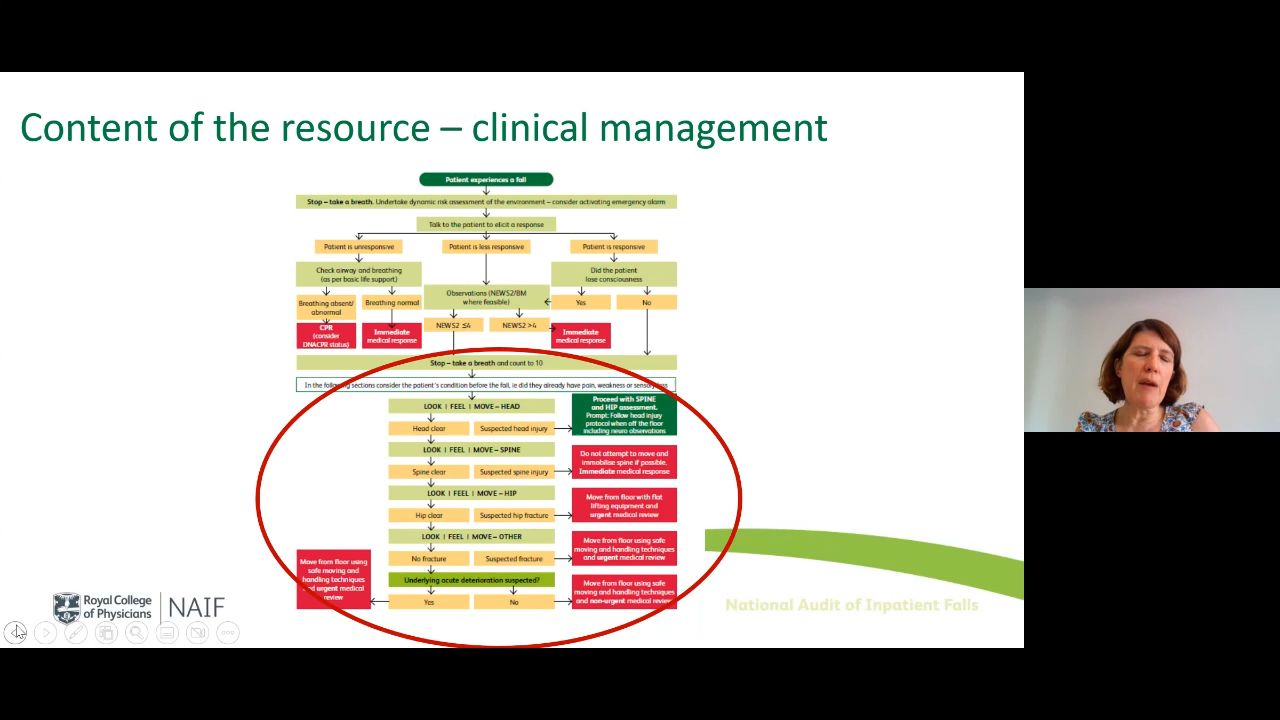 Content of the resource – clinical management
Patient experiences a fall
Stop – take a breath. Undertake dynamic risk assessment of the environment – consider activating emergency alarm
Talk to the patient to elicit a response
Patient is unresponsive
Patient is less responsive
Patient is responsive
Check airway and breathing
(as per basic life support)
Did the patient
lose consciousness
Observations (NEWS2/BM
where feasible)
Breathing absent/
abnormal
Breathing normal
Yes
No
CPR
(consider
DNACPR status)
Immediate
medical response
NEWS2 ≤4
NEWS2 >4
Immediate
medical response
Stop – take a breath and count to 10
In the following sections consider the patient's condition before the fall, ie did they already have pain, weakness or sensory loss
LOOK I FEEL I MOVE – HEAD
Head clear
Suspected head injury
Proceed with SPINE
and HIP assessment.
Prompt: Follow head injury
protocol when off the floor
including neuro observations
LOOK I FEEL I MOVE – SPINE
Spine clear
Suspected spine injury
Do not attempt to move and
immobilise spine if possible.
Immediate medical response
LOOK I FEEL I MOVE – HIP
Hip clear
Suspected hip fracture
Move from floor with flat
lifting equipment and
urgent medical review
LOOK I FEEL I MOVE – OTHER
No fracture
Suspected fracture
Move from floor using safe
moving and handling techniques
and urgent medical review
Underlying acute deterioration suspected?
Yes
No
Move from floor using safe
moving and handling techniques
and non-urgent medical review
Move from floor using
safe moving and
handling techniques
and urgent medical
review
Royal College
of Physicians
NAIF
National Audit of Inpatient Falls